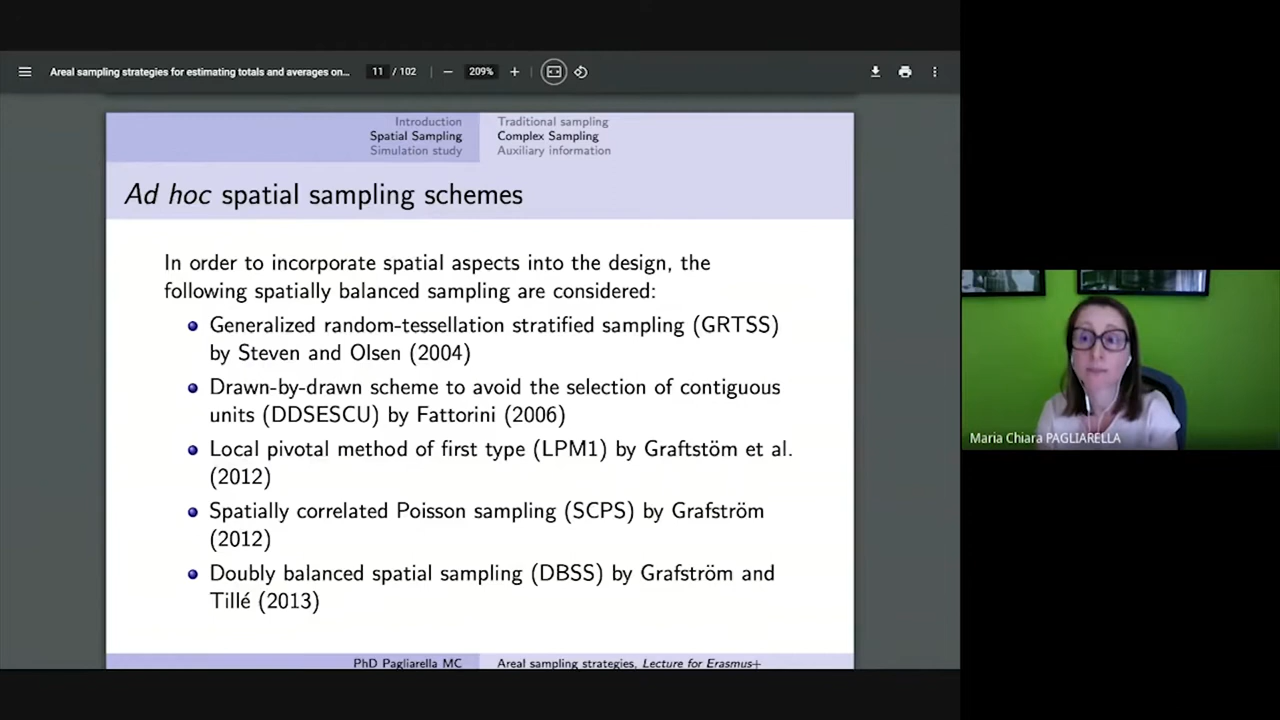 Areal sampling strategies for estimating totals and averages on... 11 / 102 209%
Introduction Traditional sampling
Spatial Sampling Complex Sampling
Simulation study Auxiliary information
Ad hoc spatial sampling schemes
In order to incorporate spatial aspects into the design, the
following spatially balanced sampling are considered:
Generalized random-tessellation stratified sampling (GRTSS)
by Steven and Olsen (2004)
Drawn-by-drawn scheme to avoid the selection of contiguous
units (DDSESCU) by Fattorini (2006)
Local pivotal method of first type (LPM1) by Graftstöm et al.
(2012)
Spatially correlated Poisson sampling (SCPS) by Grafström
(2012)
Doubly balanced spatial sampling (DBSS) by Grafström and
Tillé (2013)
PhD Pagliarella MC Areal sampling strategies, Lecture for Erasmus+
Maria Chiara PAGLIARELLA